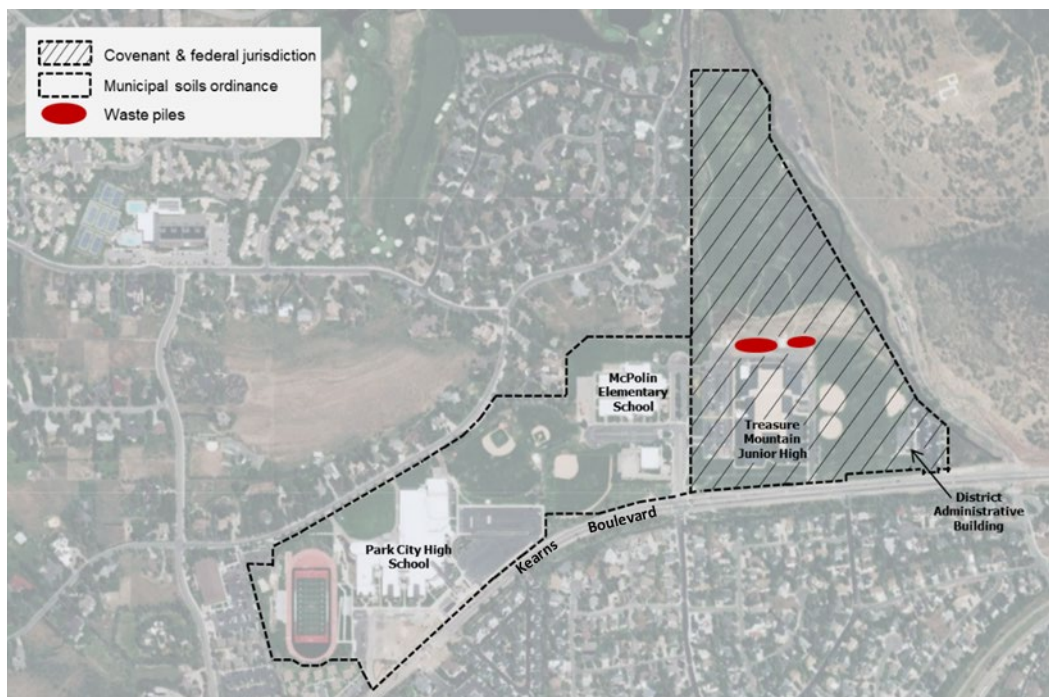 Covenant & federal jurisdiction
Municipal soils ordinance
Waste piles
McPolin
Elementary
School
Treasure
Mountain
Junior High
District
Administrative
Building
Park City High
School
Kearns Boulevard